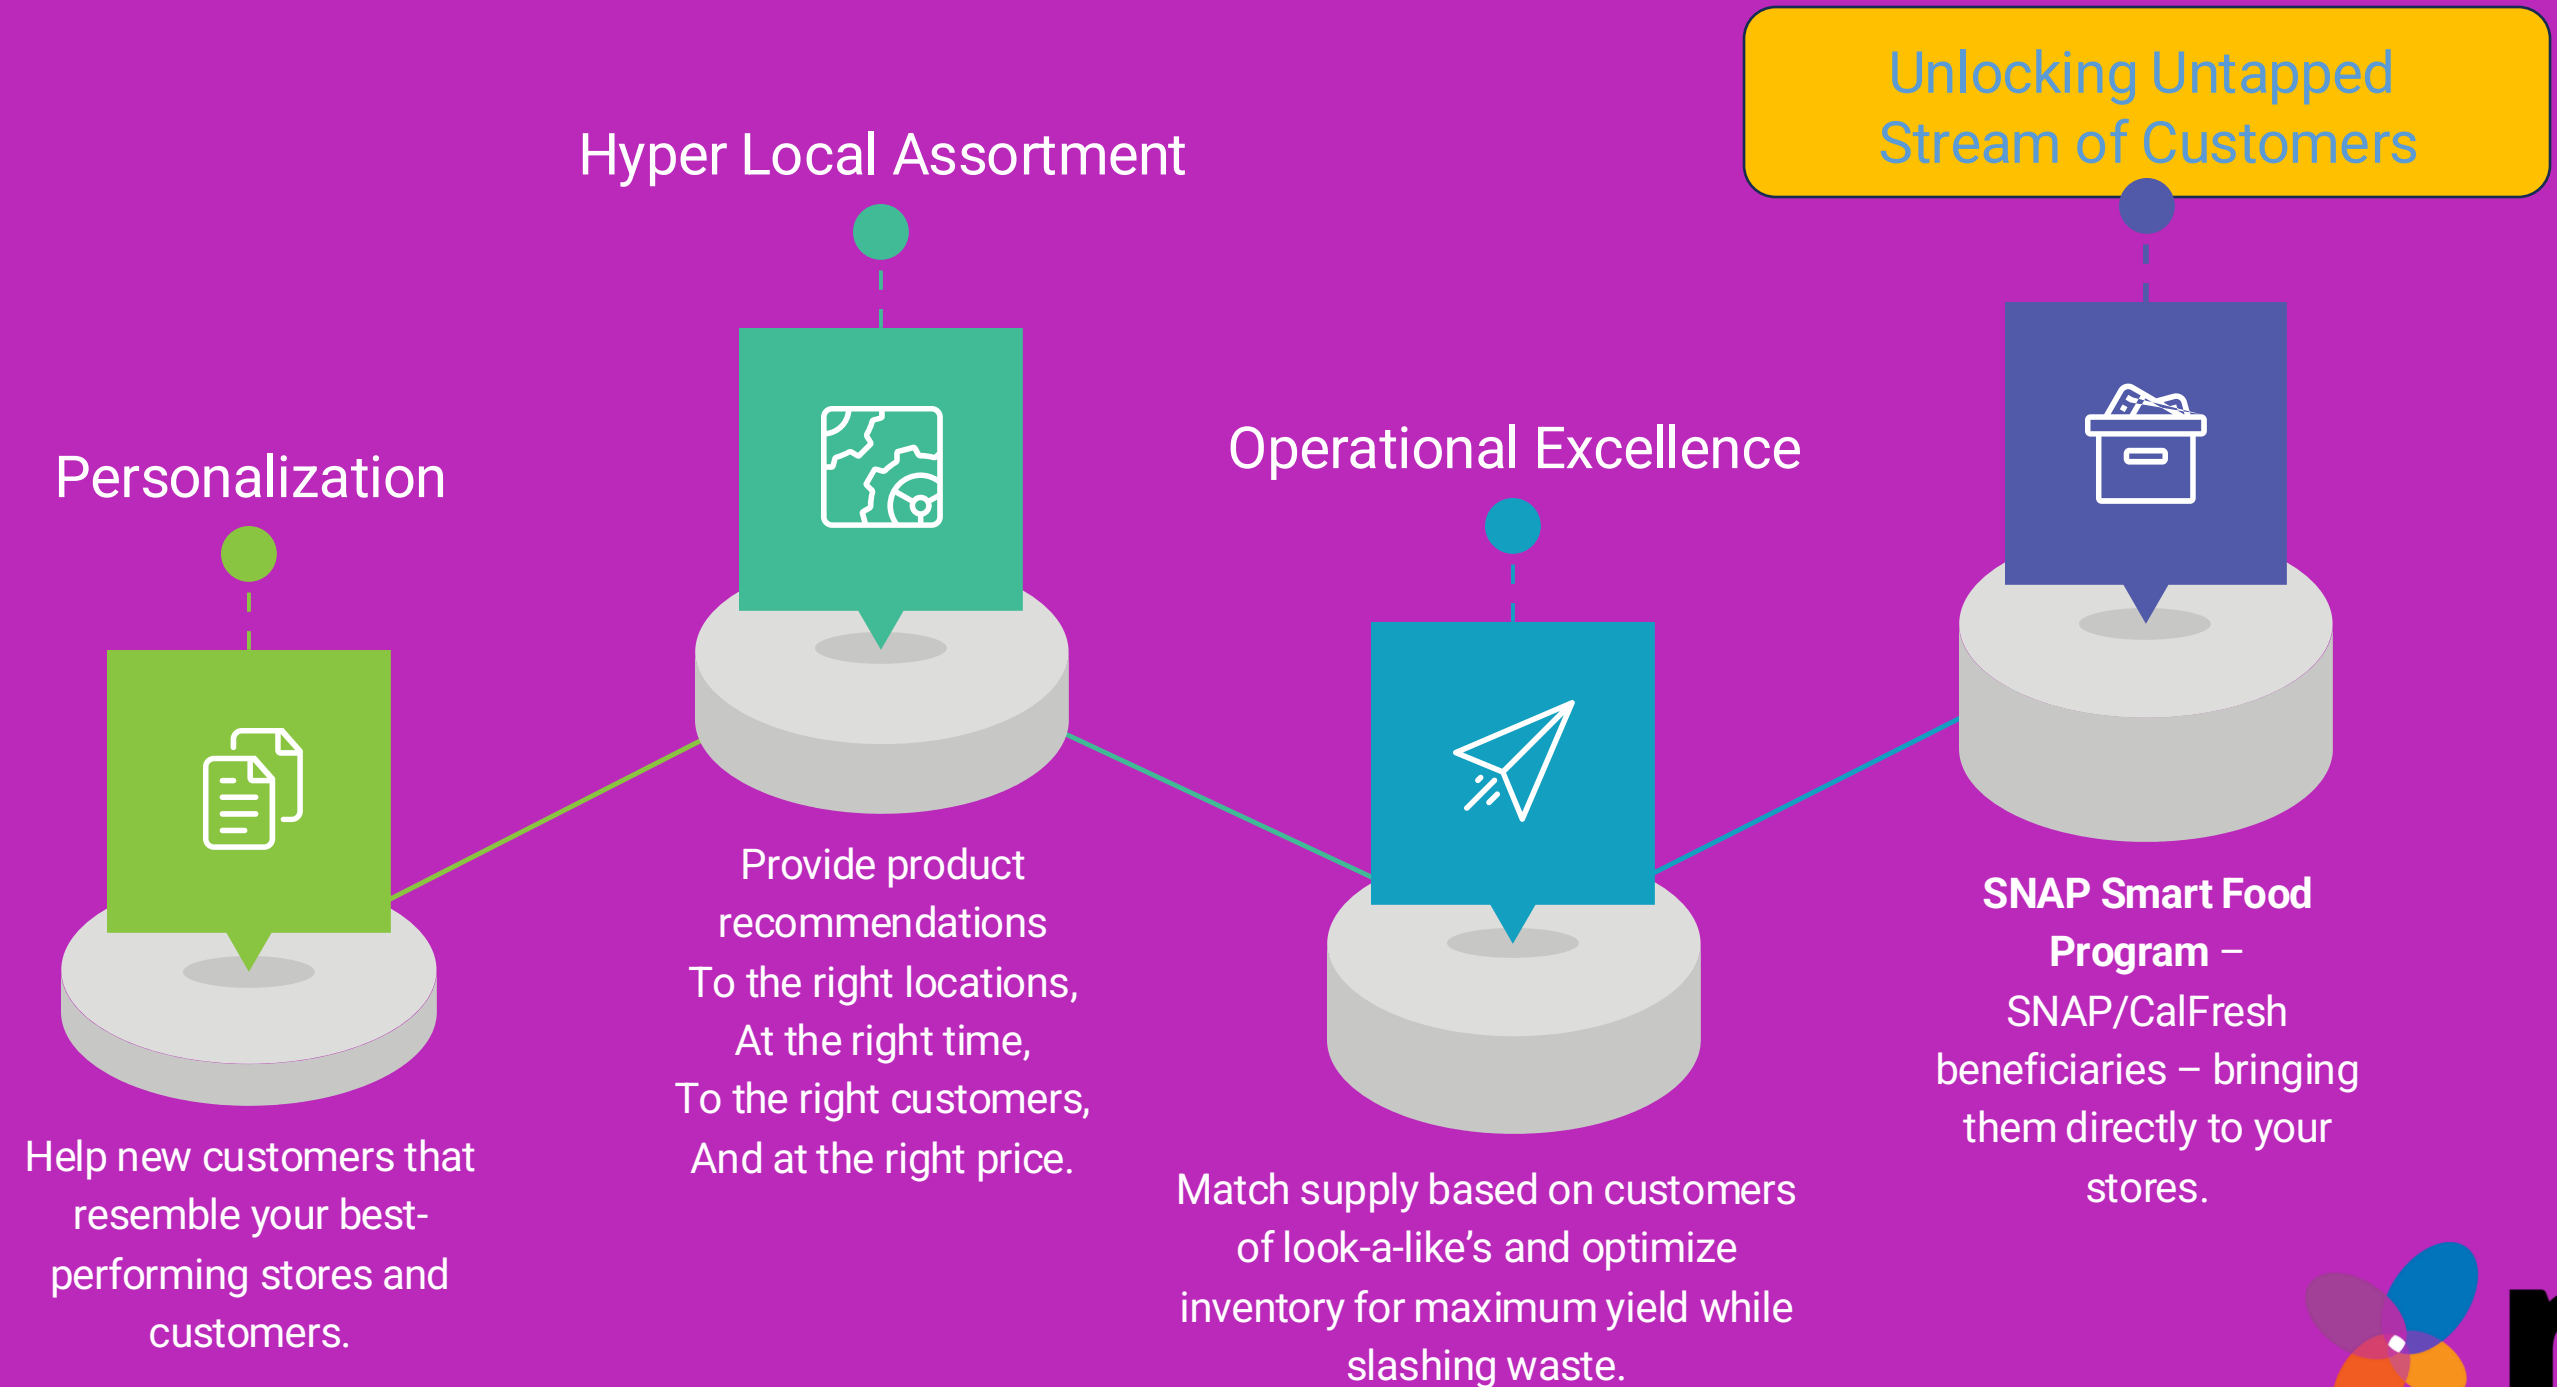 Unlocking Untapped
Stream of Customers
Hyper Local Assortment
Personalization
Operational Excellence
Help new customers that
resemble your best-
performing stores and
customers.
Provide product
recommendations
To the right locations,
At the right time,
To the right customers,
And at the right price.
Match supply based on customers
of look-a-like’s and optimize
inventory for maximum yield while
slashing waste.
SNAP Smart Food
Program –
SNAP/CalFresh
beneficiaries – bringing
them directly to your
stores.